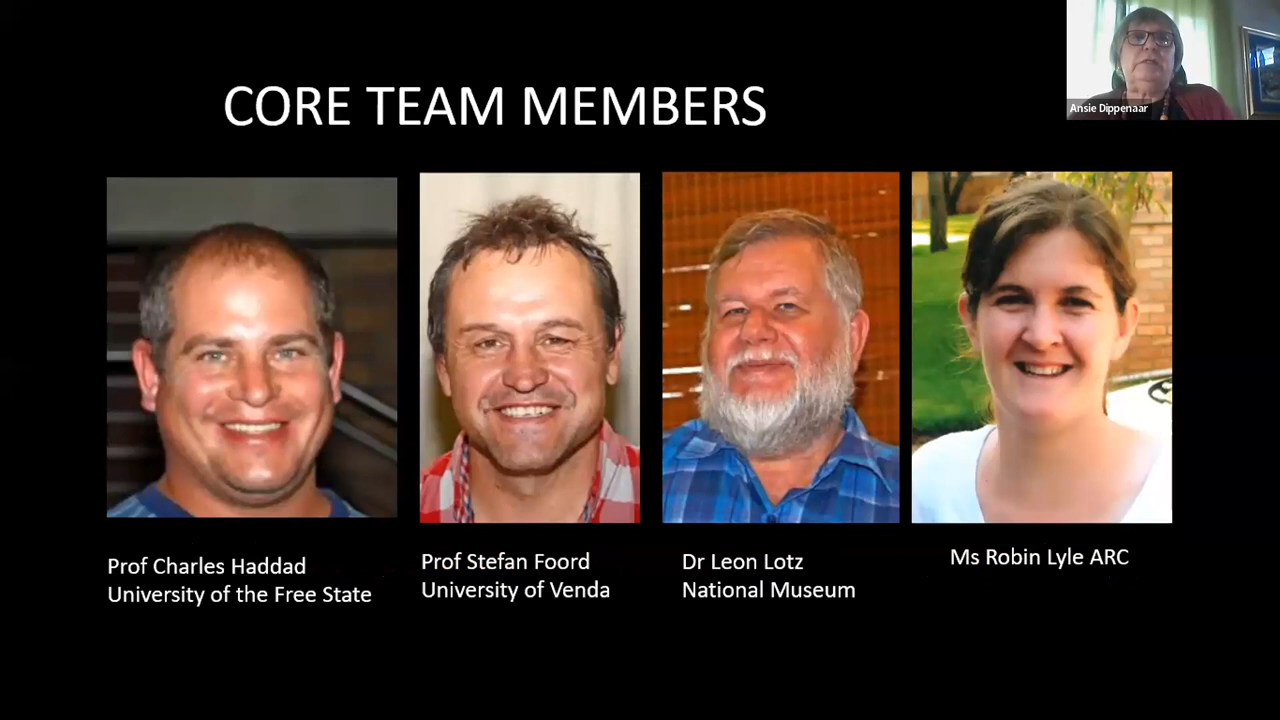 CORE TEAM MEMBERS
Ansie Dippenaar
Prof Charles Haddad
University of the Free State
Prof Stefan Foord
University of Venda
Dr Leon Lotz
National Museum
Ms Robin Lyle ARC